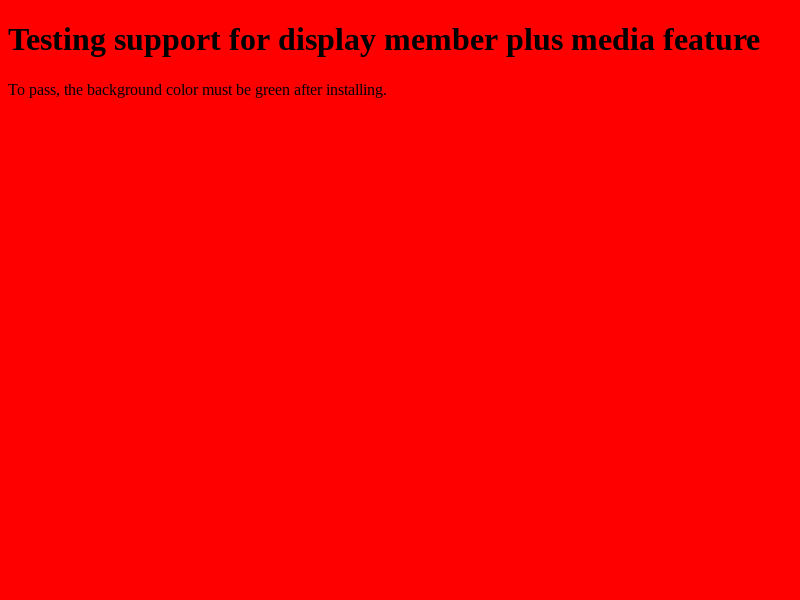 Testing support for display member plus media feature
To pass, the background color must be green after installing.